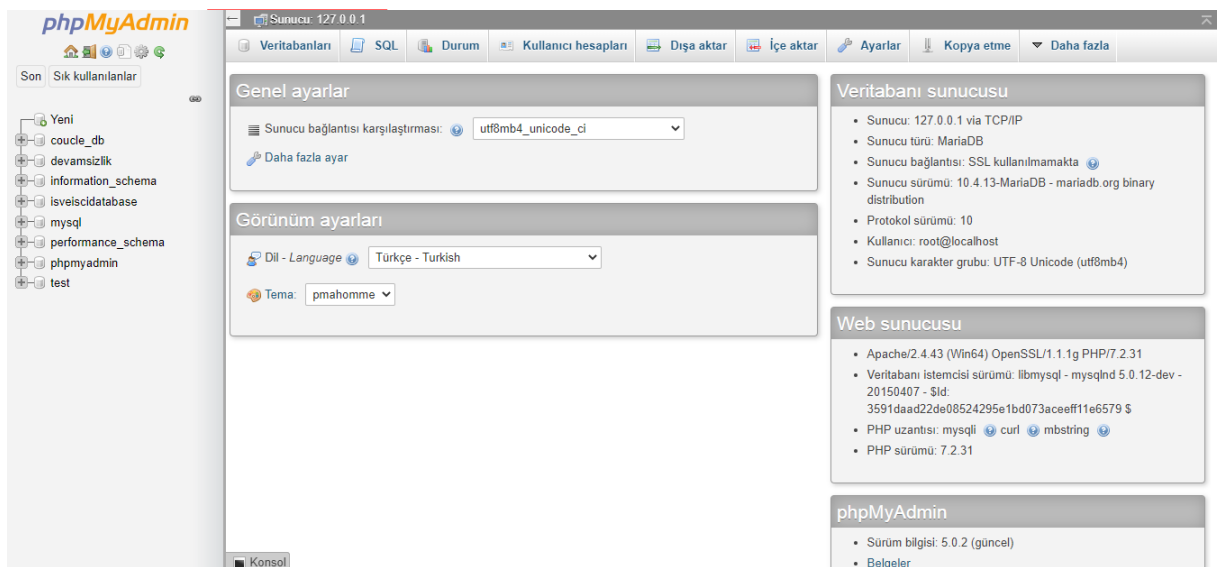 phpMyAdmin
Son Sık kullanılanlar
Yeni
coucle_db
devamsizlik
information_schema
isveiscidatabase
mysql
performance_schema
phpmyadmin
test
Sunucu: 127.0.0.1
Veritabanları SQL Durum Kullanıcı hesapları Dışa aktar İçe aktar Ayarlar Kopya etme Daha fazla
Genel ayarlar
Sunucu bağlantısı karşılaştırması: utf8mb4_unicode_ci
Daha fazla ayar
Görünüm ayarları
Dil - Language Türkçe - Turkish
Tema: pmahomme
Konsol
Veritabanı sunucusu
• Sunucu: 127.0.0.1 via TCP/IP
• Sunucu türü: MariaDB
• Sunucu bağlantısı: SSL kullanılmamakta
• Sunucu sürümü: 10.4.13-MariaDB - mariadb.org binary
distribution
• Protokol sürümü: 10
• Kullanıcı: root@localhost
• Sunucu karakter grubu: UTF-8 Unicode (utf8mb4)
Web sunucusu
• Apache/2.4.43 (Win64) OpenSSL/1.1.1g PHP/7.2.31
• Veritabanı istemcisi sürümü: libmysql - mysqlnd 5.0.12-dev -
20150407 - $Id:
3591daad22de08524295e1bd073aceeff11e6579 $
• PHP uzantısı: mysqli curl mbstring
• PHP sürümü: 7.2.31
phpMyAdmin
• Sürüm bilgisi: 5.0.2 (güncel)
• Belgeler